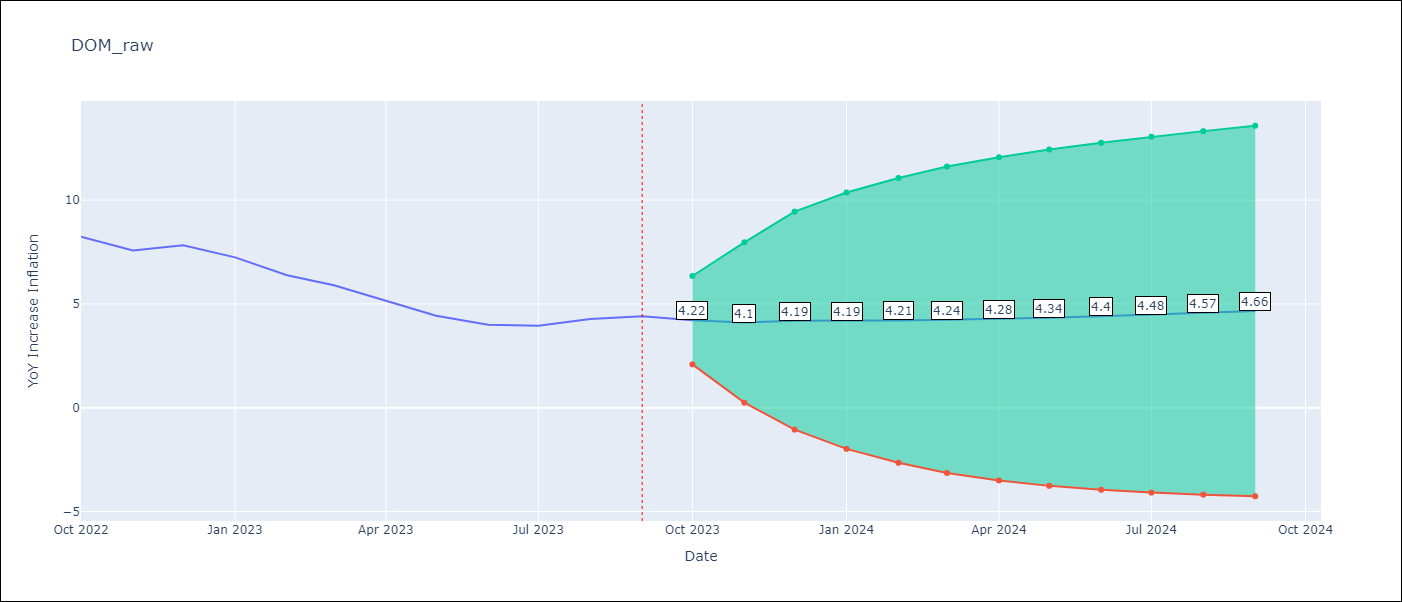 DOM_raw
YoY Increase Inflation
10
5
0
−5
4.22 4.1 4.19 4.19 4.21 4.24 4.28 4.34 4.4 4.48 4.57 4.66
Oct 2022 Jan 2023 Apr 2023 Jul 2023 Oct 2023 Jan 2024 Apr 2024 Jul 2024 Oct 2024
Date